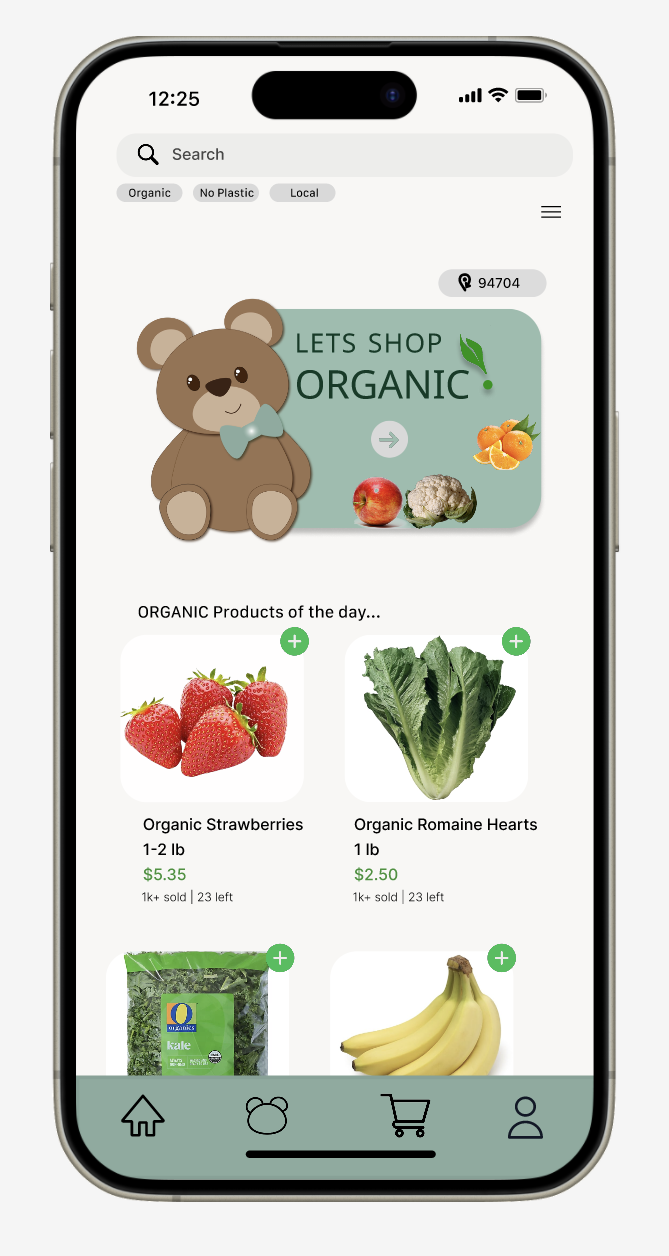 12:25
Search
Organic No Plastic Local
94704
LETS SHOP
ORGANIC
ORGANIC Products of the day...
Organic Strawberries
1-2 lb
$5.35
1k+ sold | 23 left
Organic Romaine Hearts
1 lb
$2.50
1k+ sold | 23 left
O
organics
kale